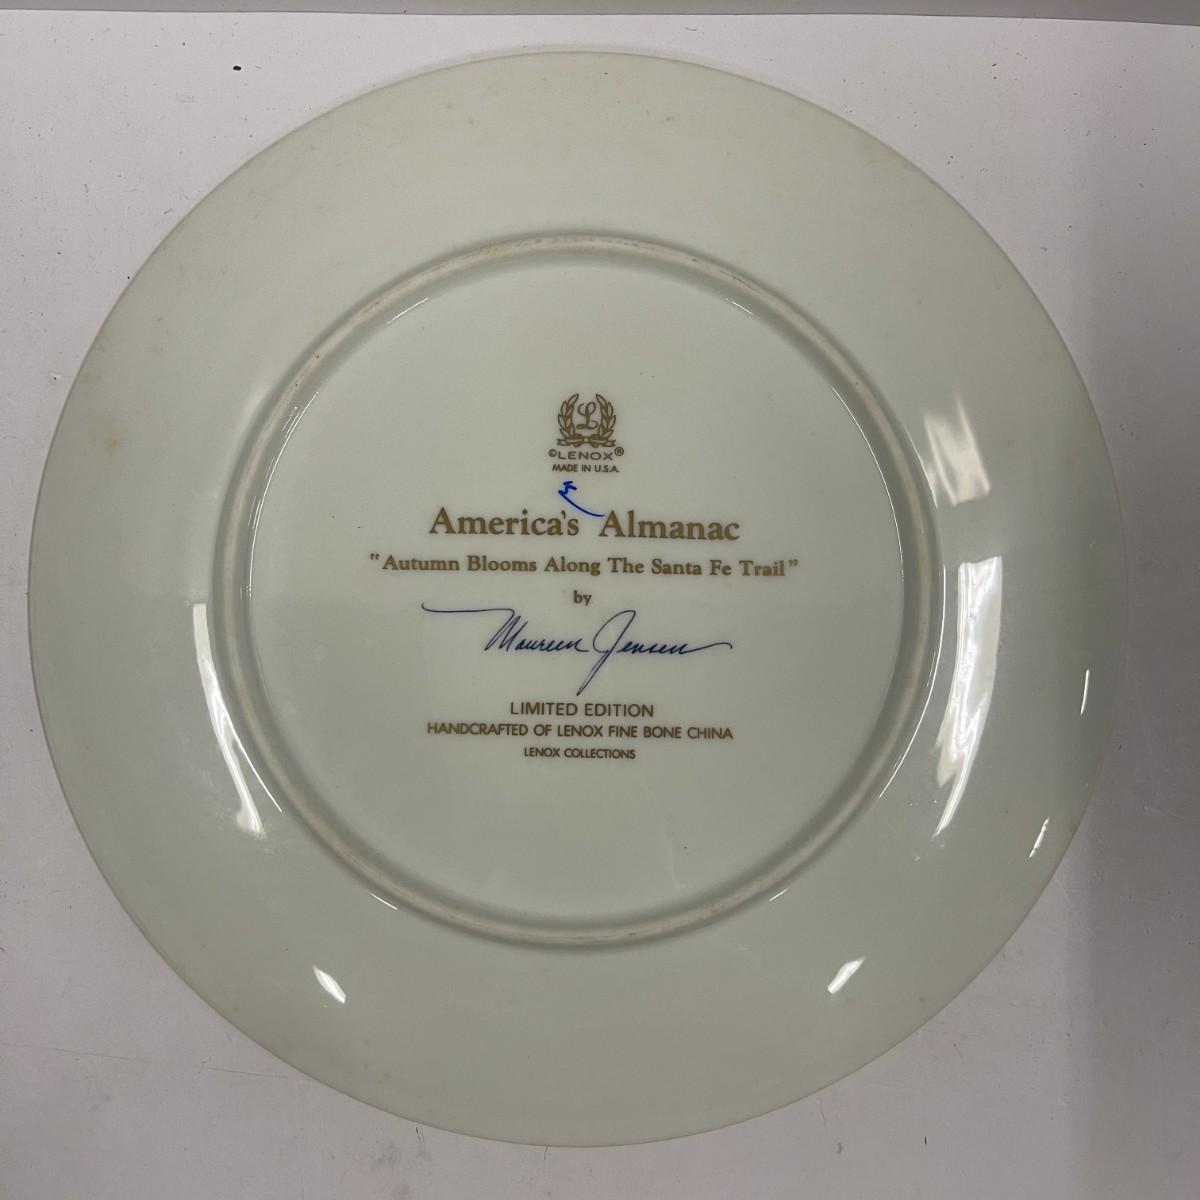 L
©LENOX®
MADE IN U.S.A.
America's Almanac
"Autumn Blooms Along The Santa Fe Trail"
by
Maureen Jensen
LIMITED EDITION
HANDCRAFTED OF LENOX FINE BONE CHINA
LENOX COLLECTIONS